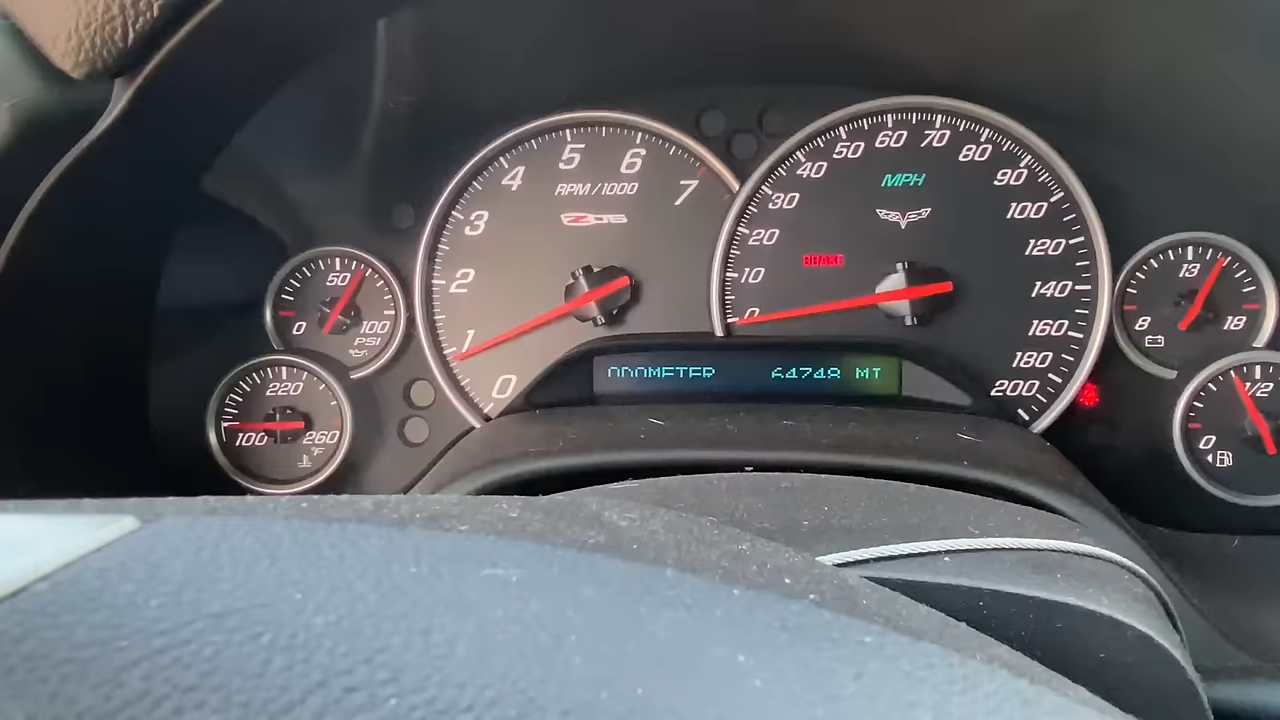 0 1 2 3 4 5 6 7
RPM/1000
Z06
0 10 20 30 40 50 60 70 80 90 100 120 140 160 180 200
MPH
BRAKE
ODOMETER 64748 MI
0 50 100
PSI
100 220 260
°F
8 13 18
0 1/2